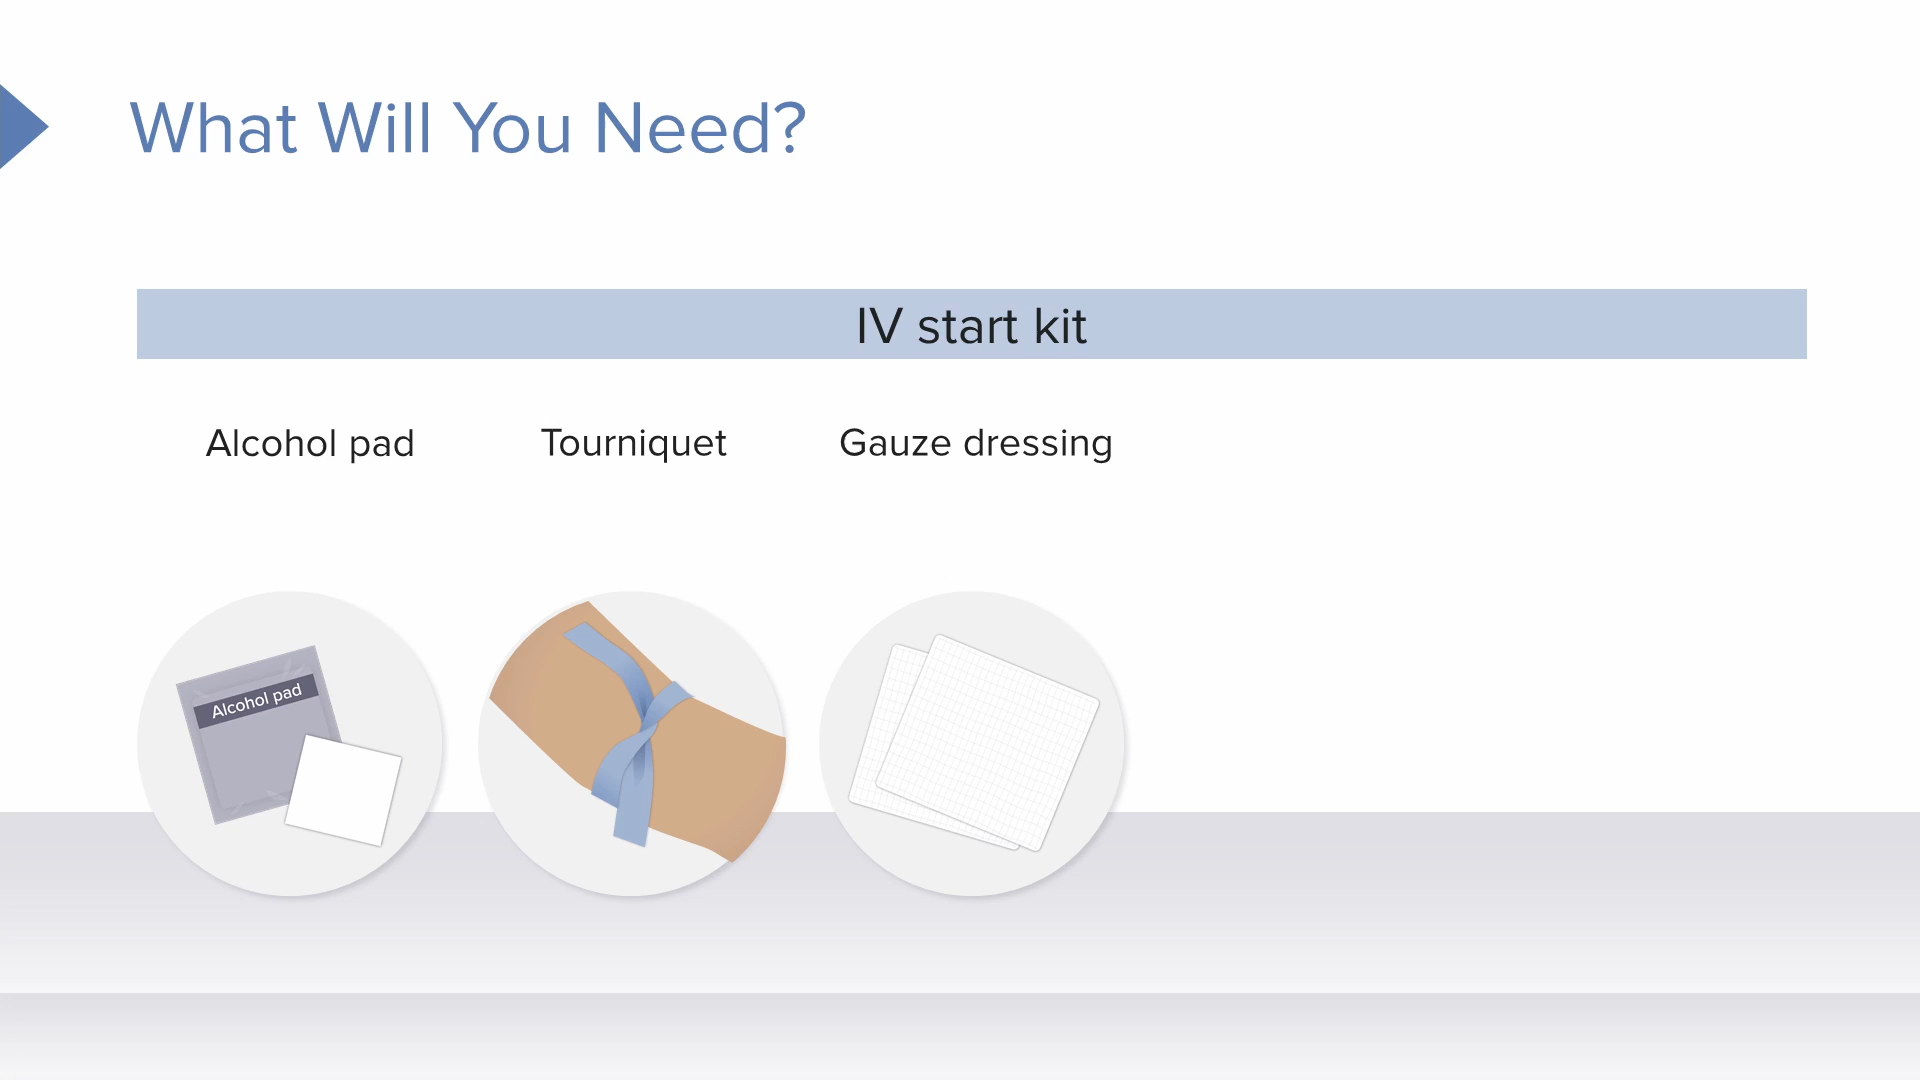 What Will You Need?
IV start kit
Alcohol pad
Tourniquet
Gauze dressing
Alcohol pad